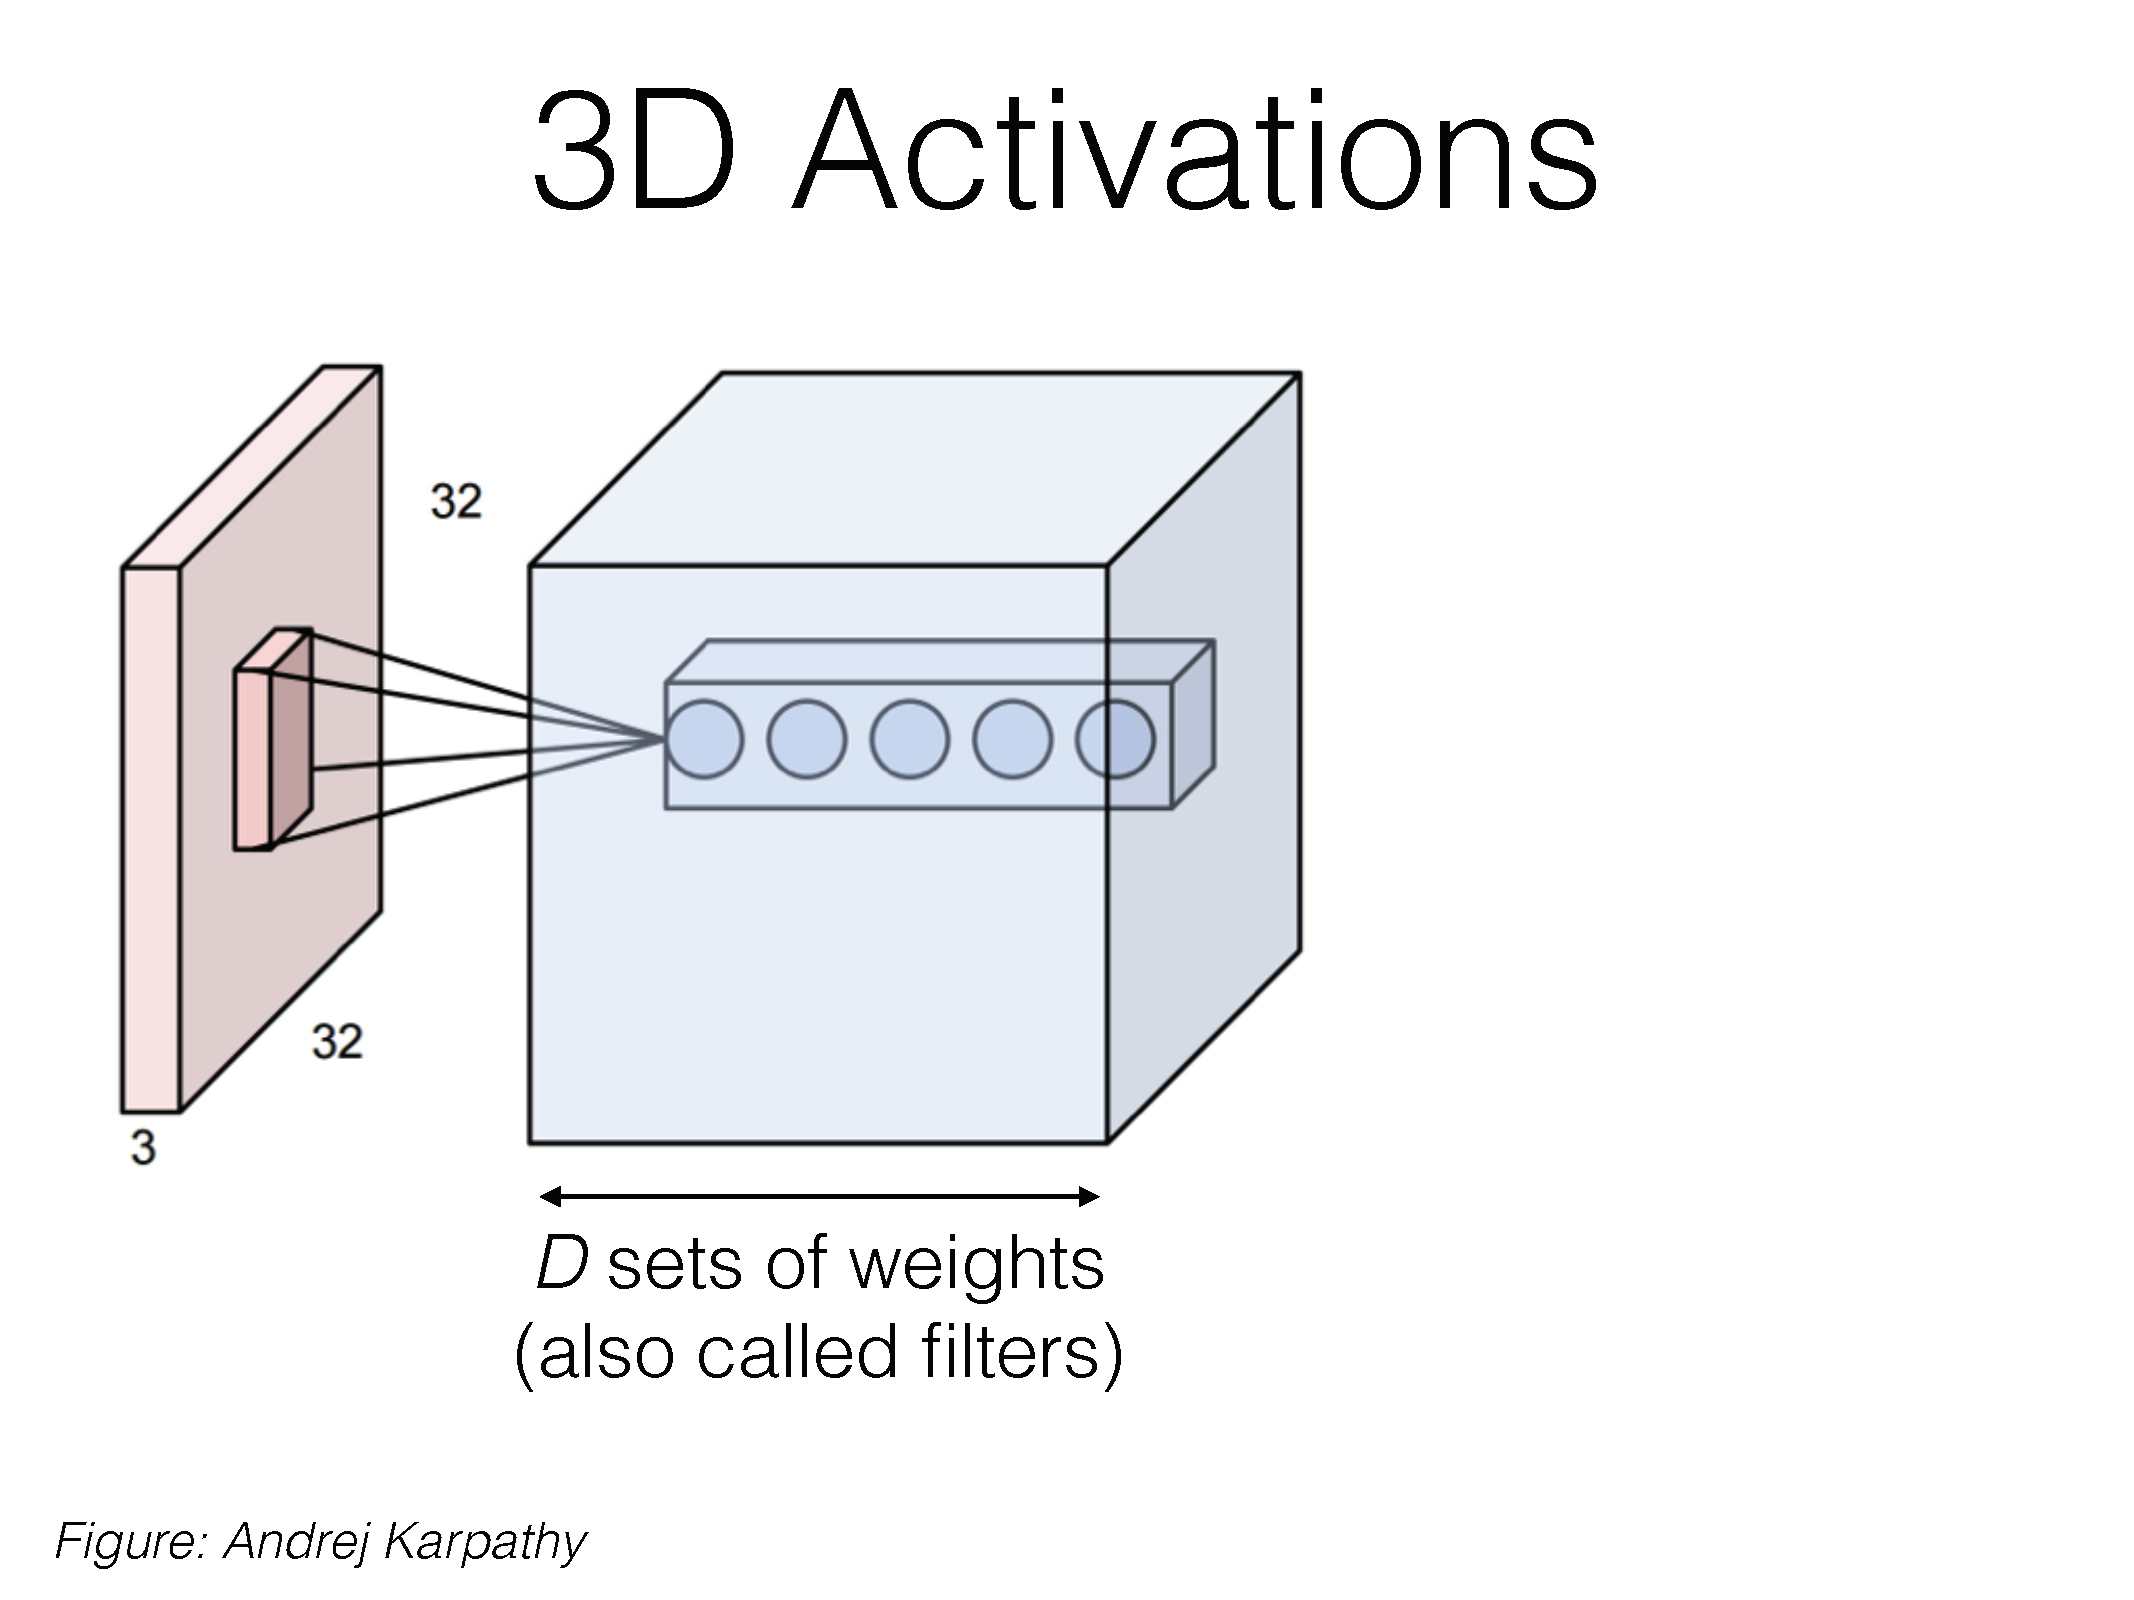 3D Activations
32
32
3
D sets of weights
(also called filters)
Figure: Andrej Karpathy